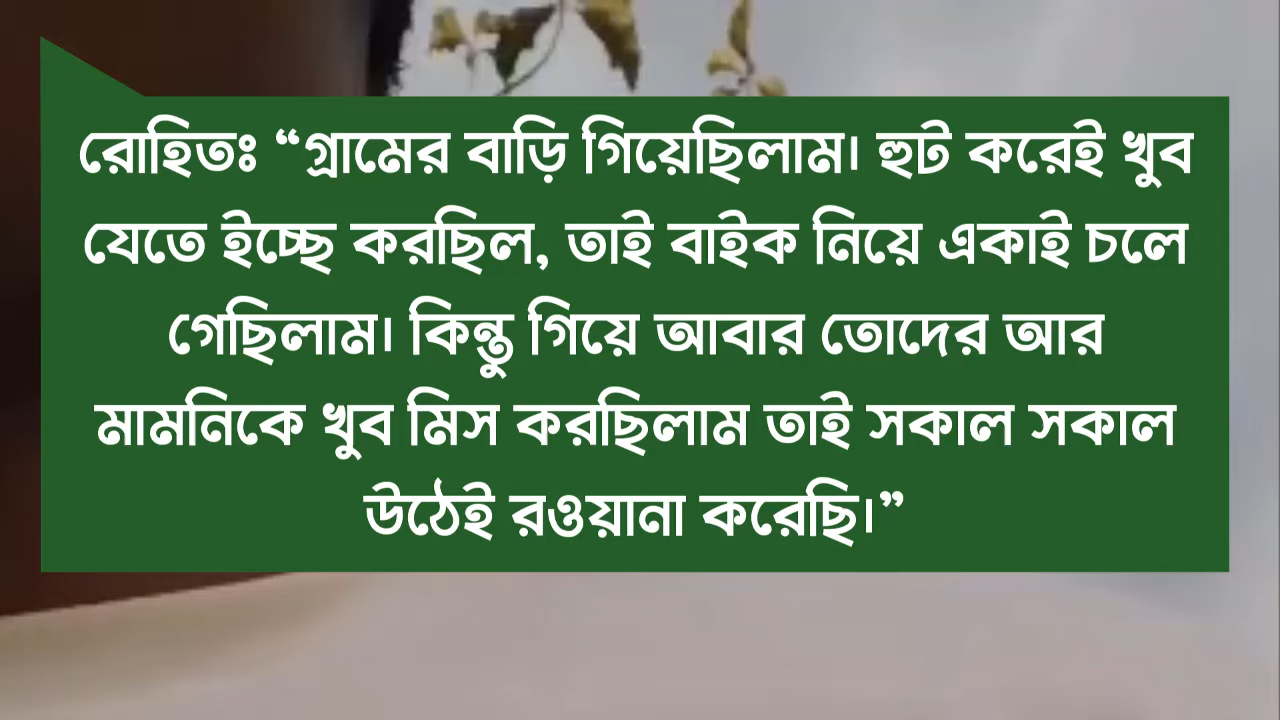 রোহিতঃ “গ্রামের বাড়ি গিয়েছিলাম। হুট করেই খুব
যেতে ইচ্ছে করছিল, তাই বাইক নিয়ে একাই চলে
গেছিলাম। কিন্তু গিয়ে আবার তোদের আর
মামনিকে খুব মিস করছিলাম তাই সকাল সকাল
উঠেই রওয়ানা করেছি।”